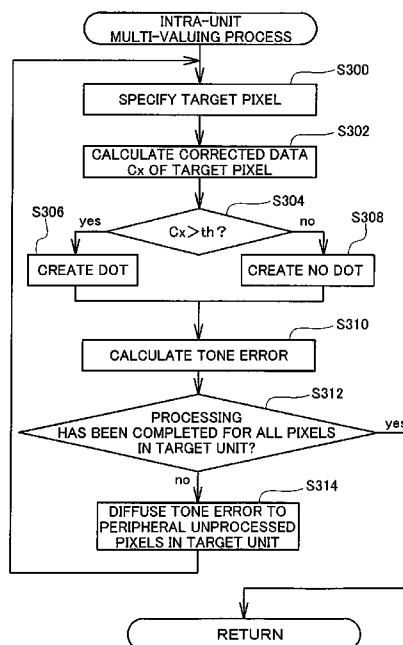 INTRA-UNIT
MULTI-VALUING PROCESS
S300
SPECIFY TARGET PIXEL
S302
CALCULATE CORRECTED DATA
Cx OF TARGET PIXEL
S304
S306
yes
Cx>th?
no
S308
CREATE DOT
CREATE NO DOT
S310
CALCULATE TONE ERROR
S312
PROCESSING
HAS BEEN COMPLETED FOR ALL PIXELS
IN TARGET UNIT?
yes
no
S314
DIFFUSE TONE ERROR TO
PERIPHERAL UNPROCESSED
PIXELS IN TARGET UNIT
RETURN